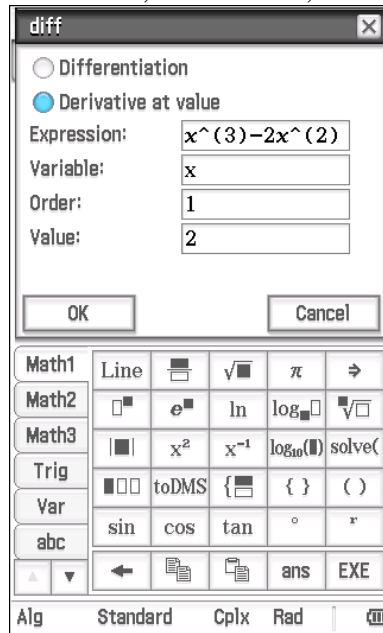 diff
Differentiation
Derivative at value
Expression: x^(3)-2x^(2)
Variable: x
Order: 1
Value: 2
OK Cancel
Math1 Line √■ π ⇒
Math2 □■ e■ ln log■□ ■√□
Math3 |■| x² x⁻¹ log₁₀(■) solve(
Trig ■□□ toDMS { { } ( )
Var sin cos tan ° r
abc ← ans EXE
▲ ▼
Alg Standard Cplx Rad